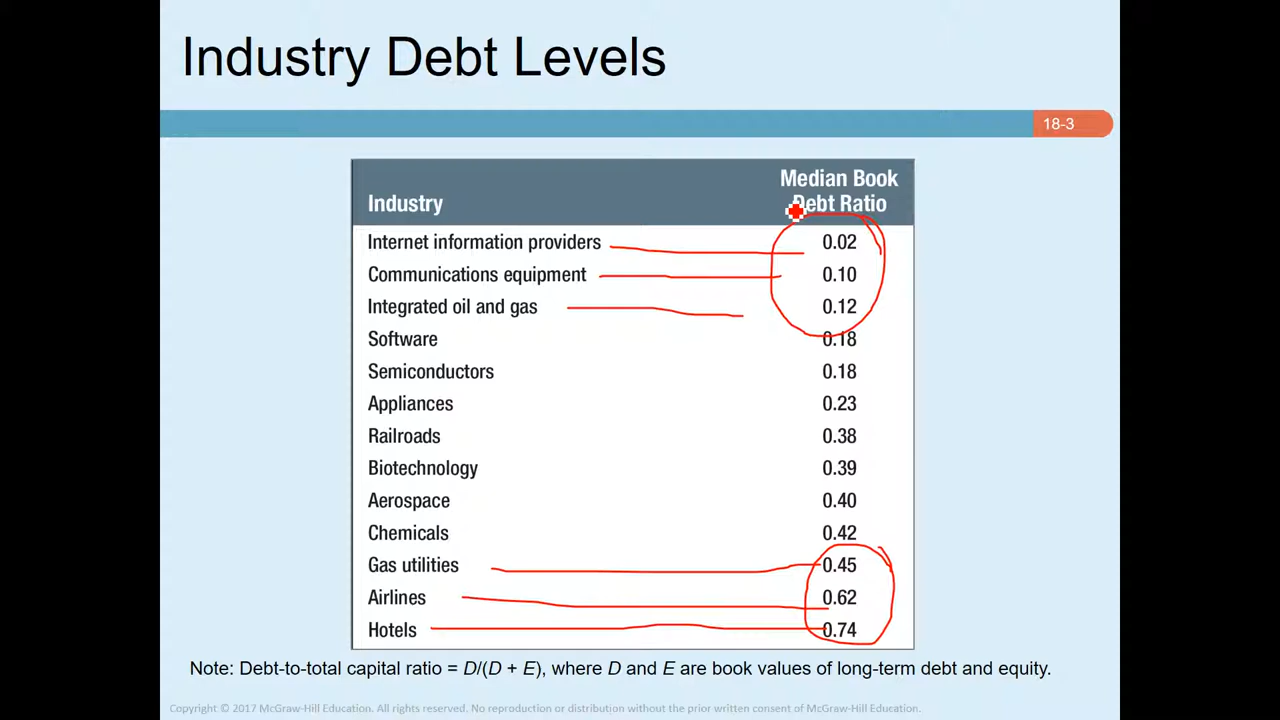 Industry Debt Levels
18-3
Industry Median Book Debt Ratio
Internet information providers 0.02
Communications equipment 0.10
Integrated oil and gas 0.12
Software 0.18
Semiconductors 0.18
Appliances 0.23
Railroads 0.38
Biotechnology 0.39
Aerospace 0.40
Chemicals 0.42
Gas utilities 0.45
Airlines 0.62
Hotels 0.74
Note: Debt-to-total capital ratio = D/(D + E), where D and E are book values of long-term debt and equity.
Copyright © 2017 McGraw-Hill Education. All rights reserved. No reproduction or distribution without the prior written consent of McGraw-Hill Education.